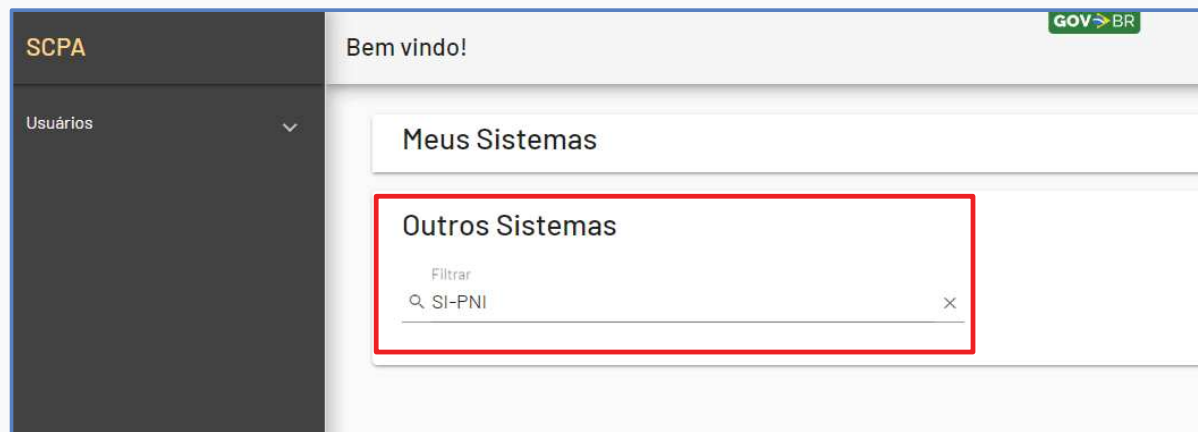 SCPA
Bem vindo!
GOV BR
Usuários
Meus Sistemas
Outros Sistemas
Filtrar
SI-PNI